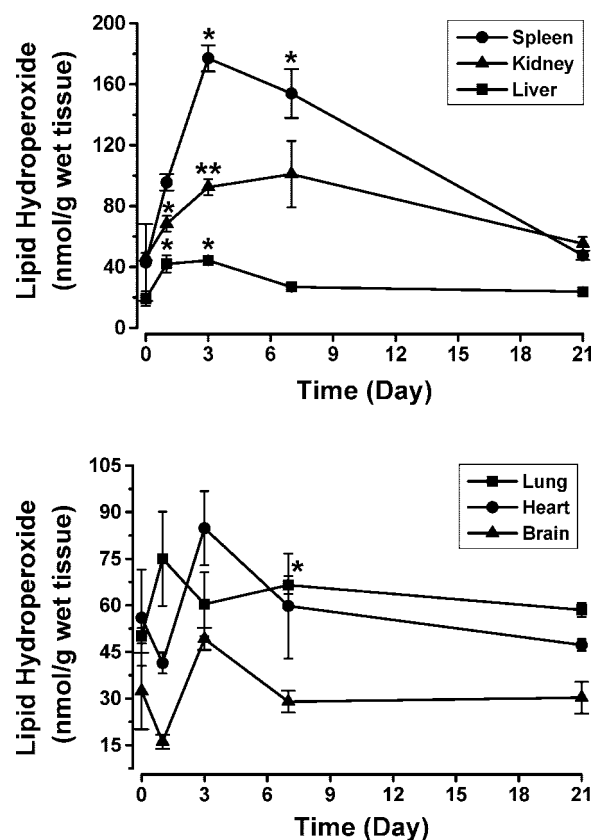 Lipid Hydroperoxide
(nmol/g wet tissue)
200
160
120
80
40
0
*
*
**
*
*
*
Spleen
Kidney
Liver
0 3 6 9 12 15 18 21
Time (Day)
Lipid Hydroperoxide
(nmol/g wet tissue)
105
90
75
60
45
30
15
*
Lung
Heart
Brain
0 3 6 9 12 15 18 21
Time (Day)